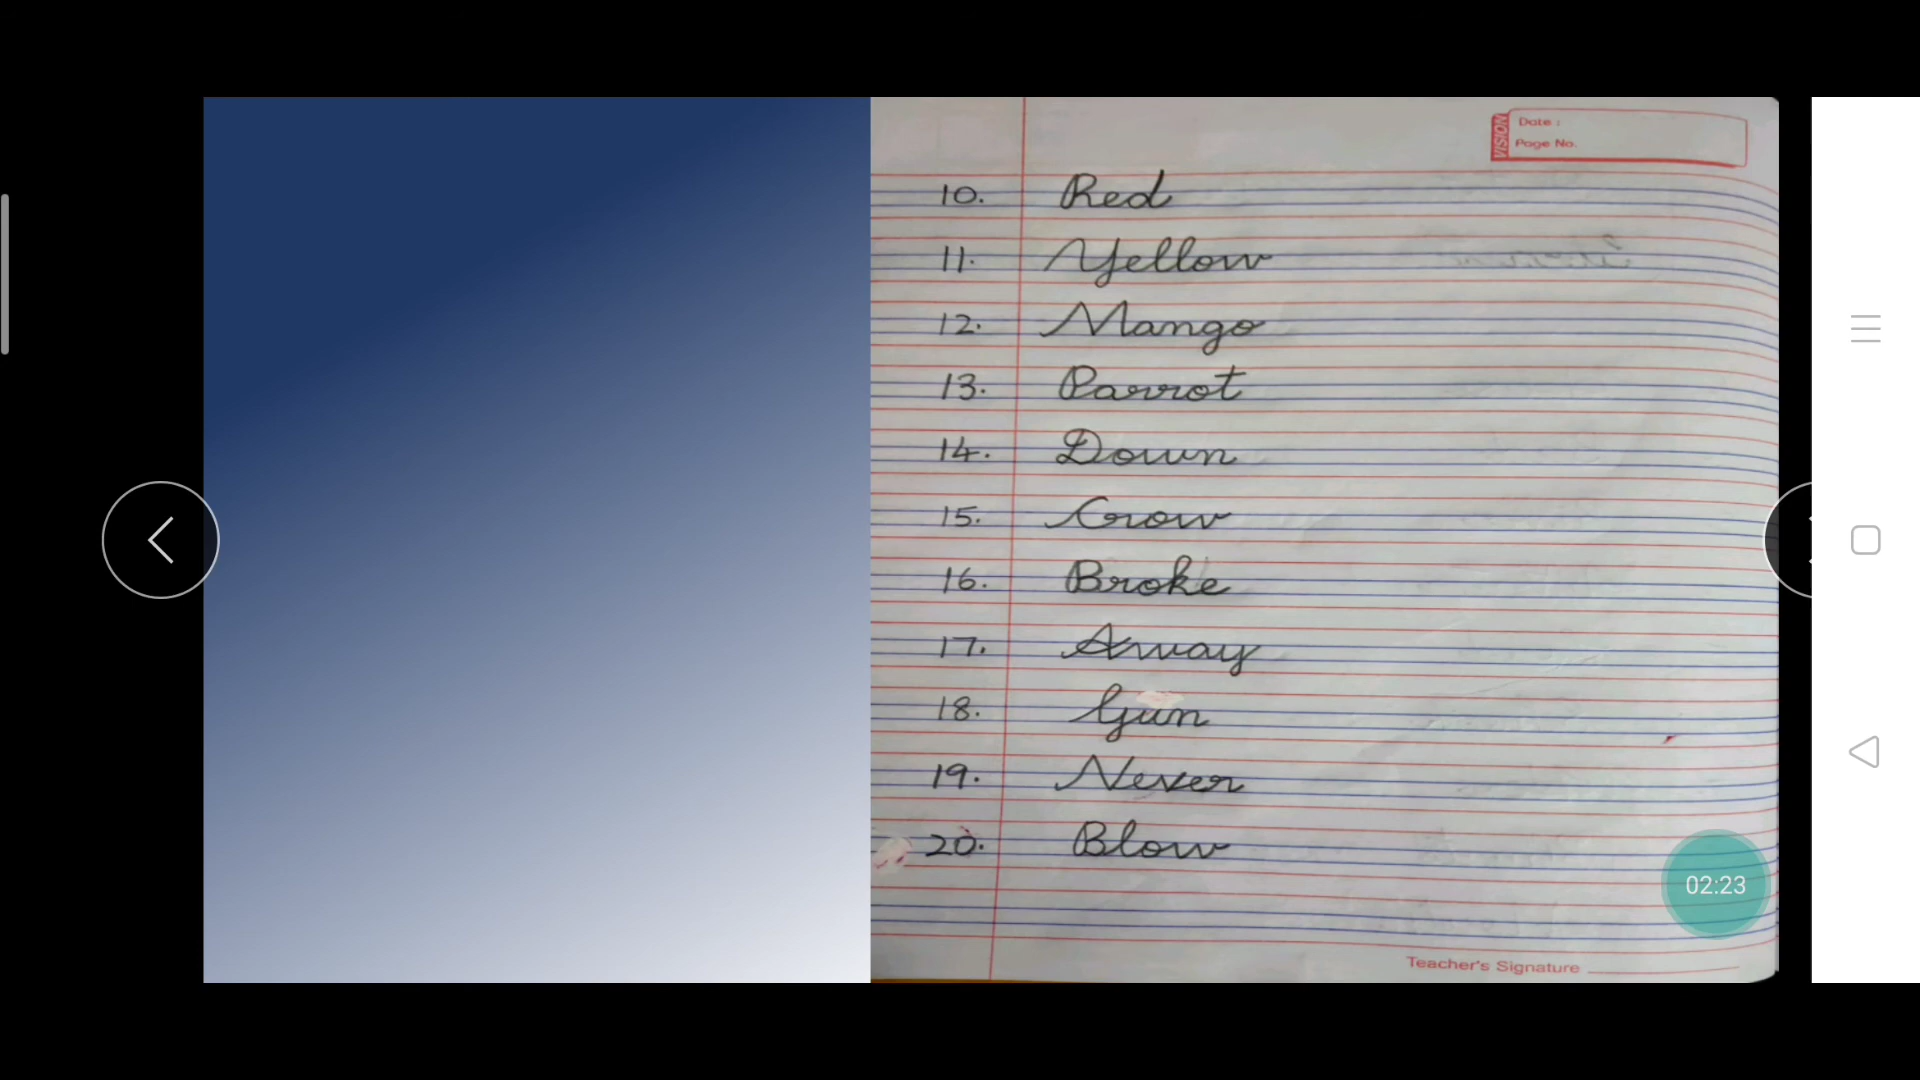 VISION
Date :
Page No.
10. Red
11. Yellow
12. Mango
13. Parrot
14. Down
15. Crow
16. Broke
17. Away
18. Gun
19. Never
20. Blow
02:23
Teacher's Signature